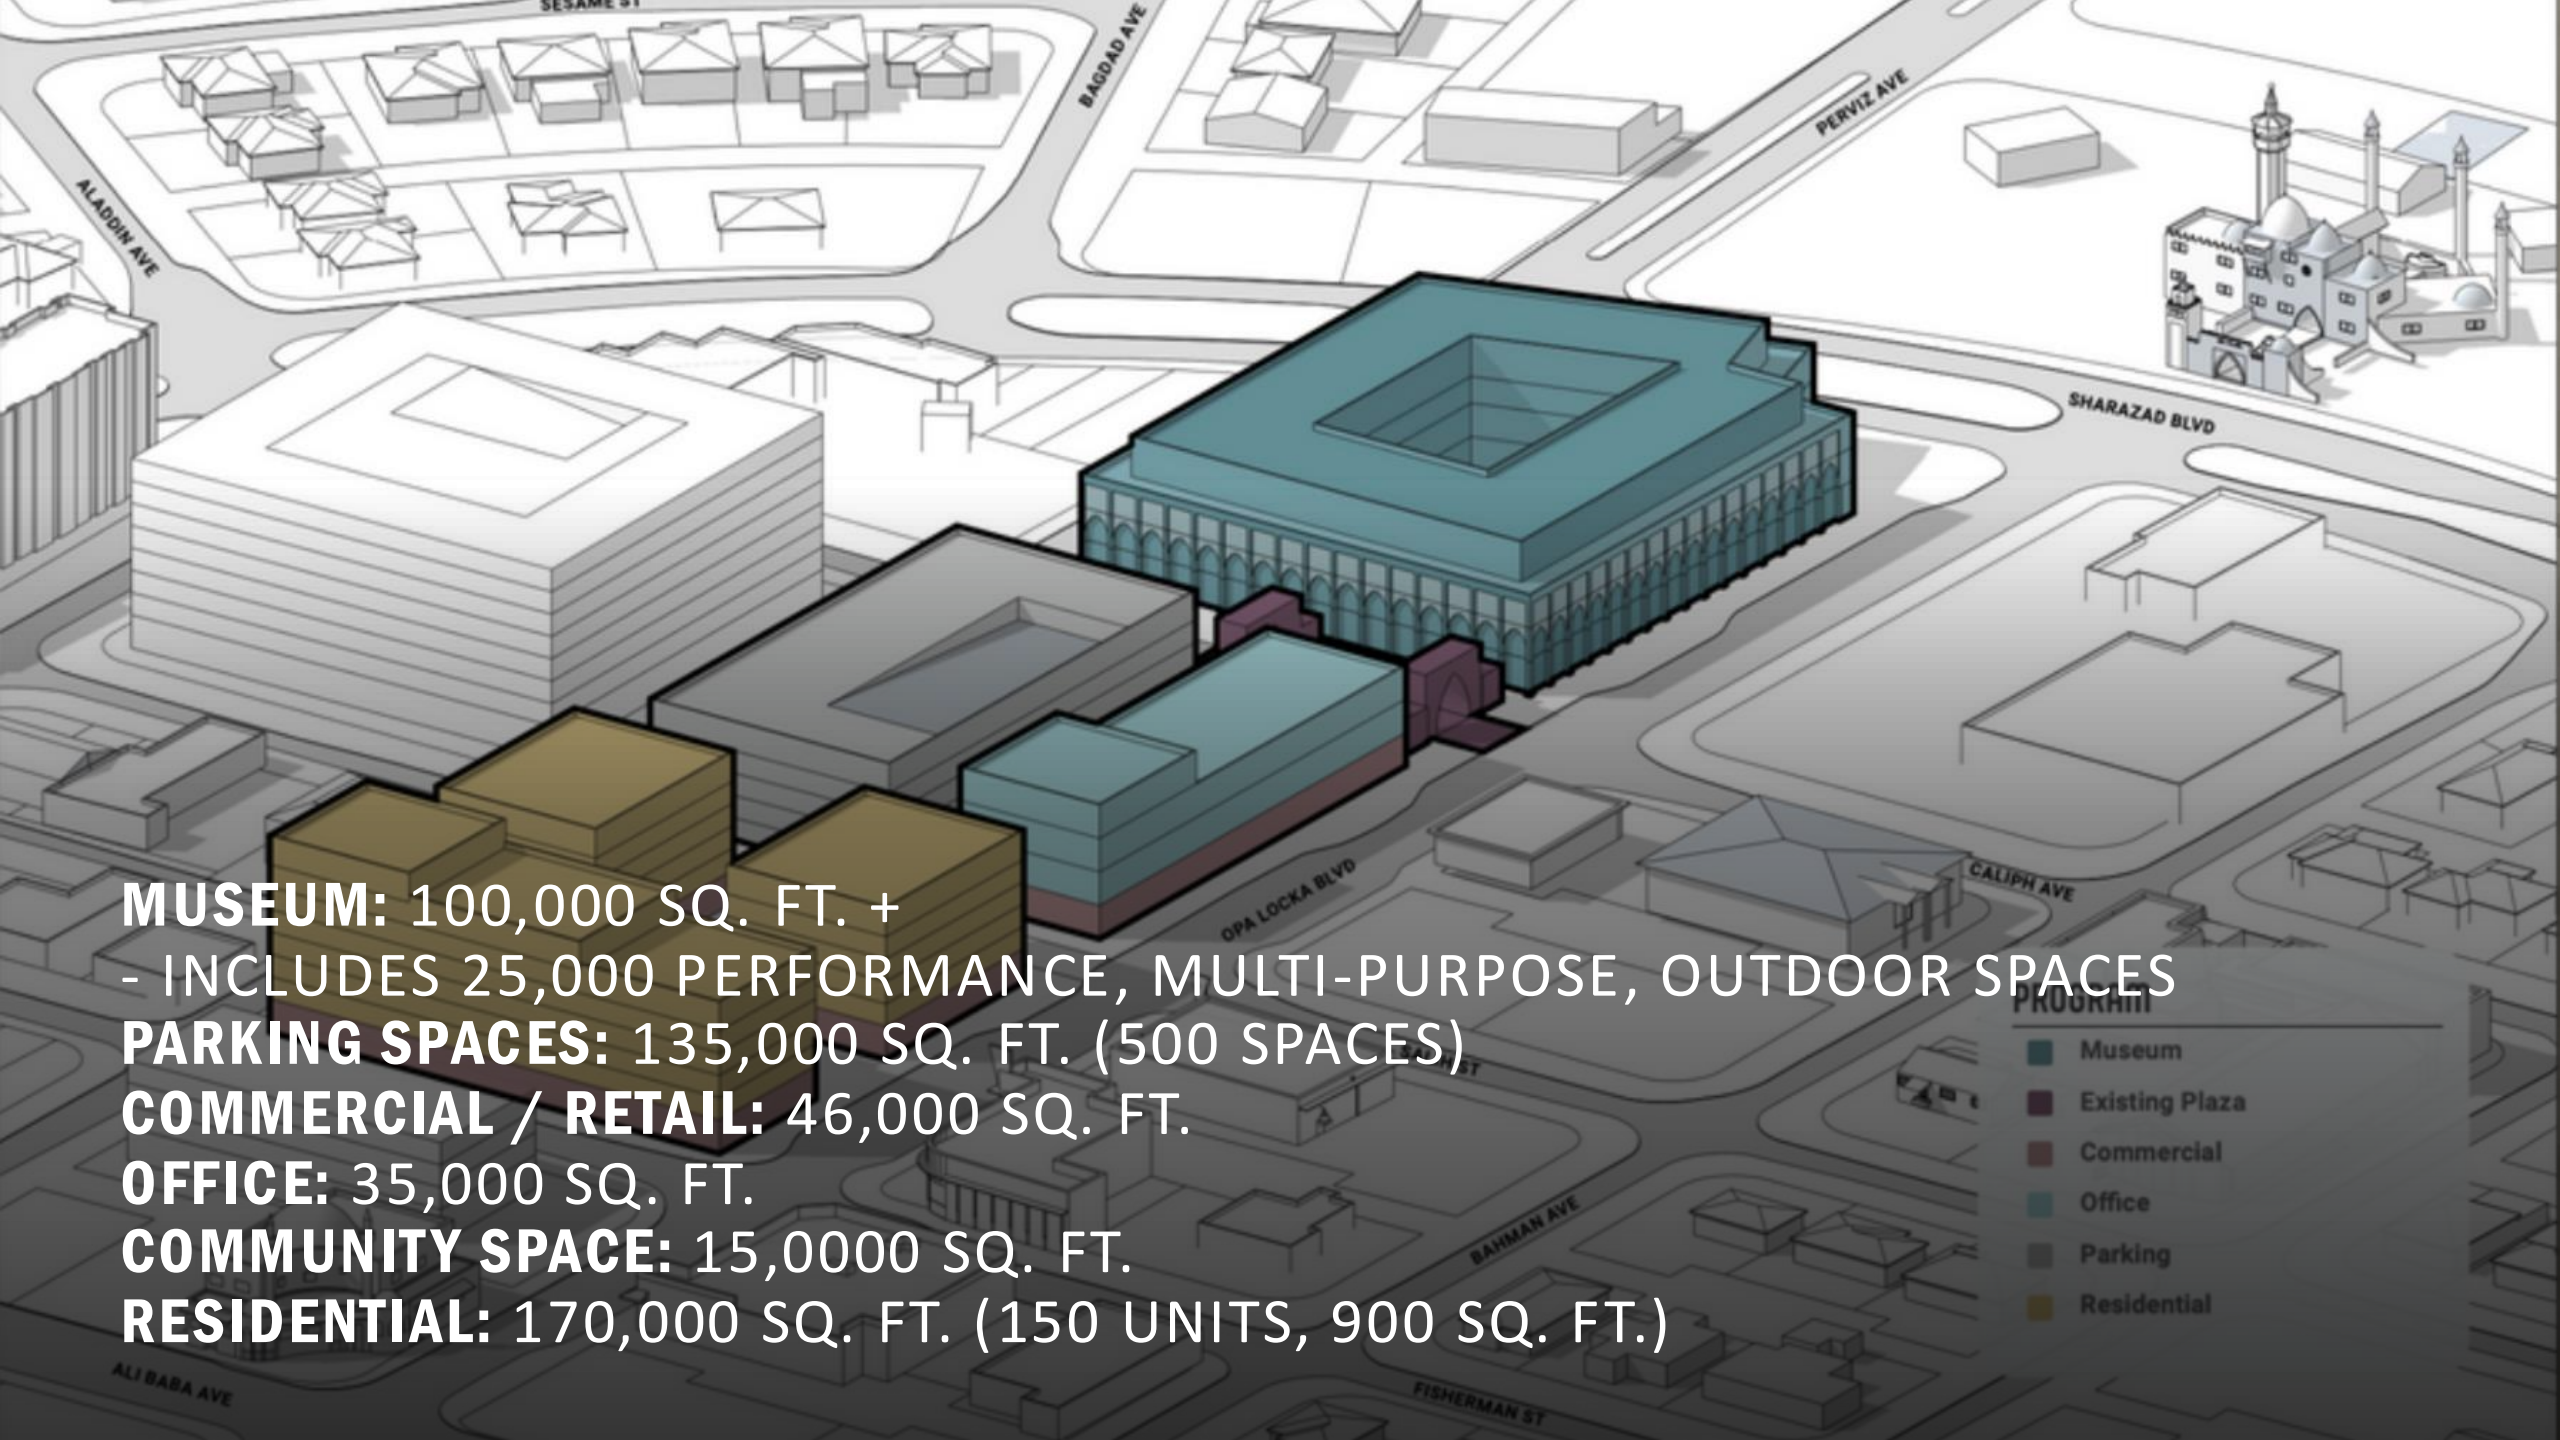 SESAME ST
BAGDAD AVE
PERVIZ AVE
ALADDIN AVE
SHARAZAD BLVD
CALIPH AVE
OPA LOCKA BLVD
MUSEUM: 100,000 SQ. FT. +
- INCLUDES 25,000 PERFORMANCE, MULTI-PURPOSE, OUTDOOR SPACES
PARKING SPACES: 135,000 SQ. FT. (500 SPACES)
COMMERCIAL / RETAIL: 46,000 SQ. FT.
OFFICE: 35,000 SQ. FT.
COMMUNITY SPACE: 15,0000 SQ. FT.
RESIDENTIAL: 170,000 SQ. FT. (150 UNITS, 900 SQ. FT.)
PROGRAM
Museum
Existing Plaza
Commercial
Office
Parking
Residential
ST
BAHMAN AVE
ALI BABA AVE
FISHERMAN ST